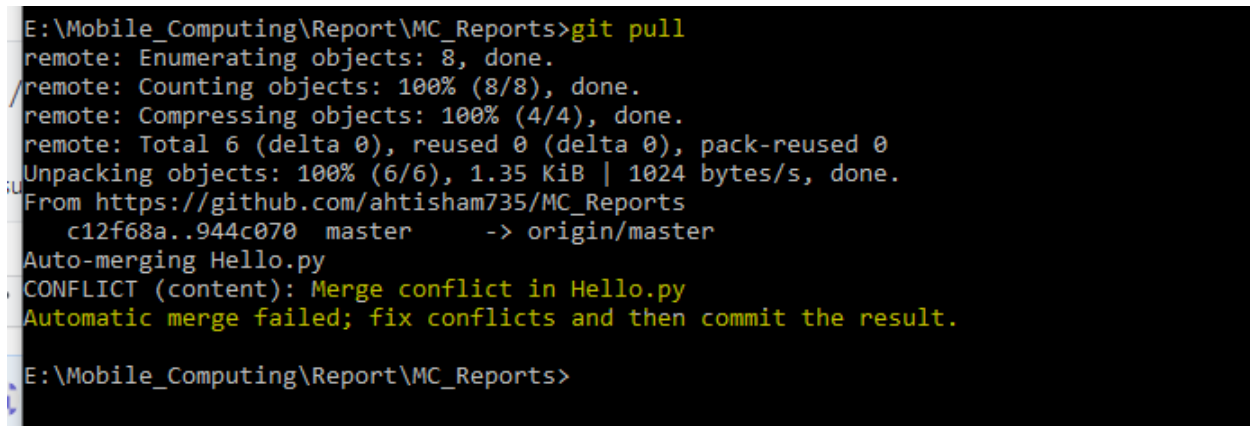 E:\Mobile_Computing\Report\MC_Reports>git pull
remote: Enumerating objects: 8, done.
remote: Counting objects: 100% (8/8), done.
remote: Compressing objects: 100% (4/4), done.
remote: Total 6 (delta 0), reused 0 (delta 0), pack-reused 0
Unpacking objects: 100% (6/6), 1.35 KiB | 1024 bytes/s, done.
From https://github.com/ahtisham735/MC_Reports
   c12f68a..944c070  master     -> origin/master
Auto-merging Hello.py
CONFLICT (content): Merge conflict in Hello.py
Automatic merge failed; fix conflicts and then commit the result.
E:\Mobile_Computing\Report\MC_Reports>